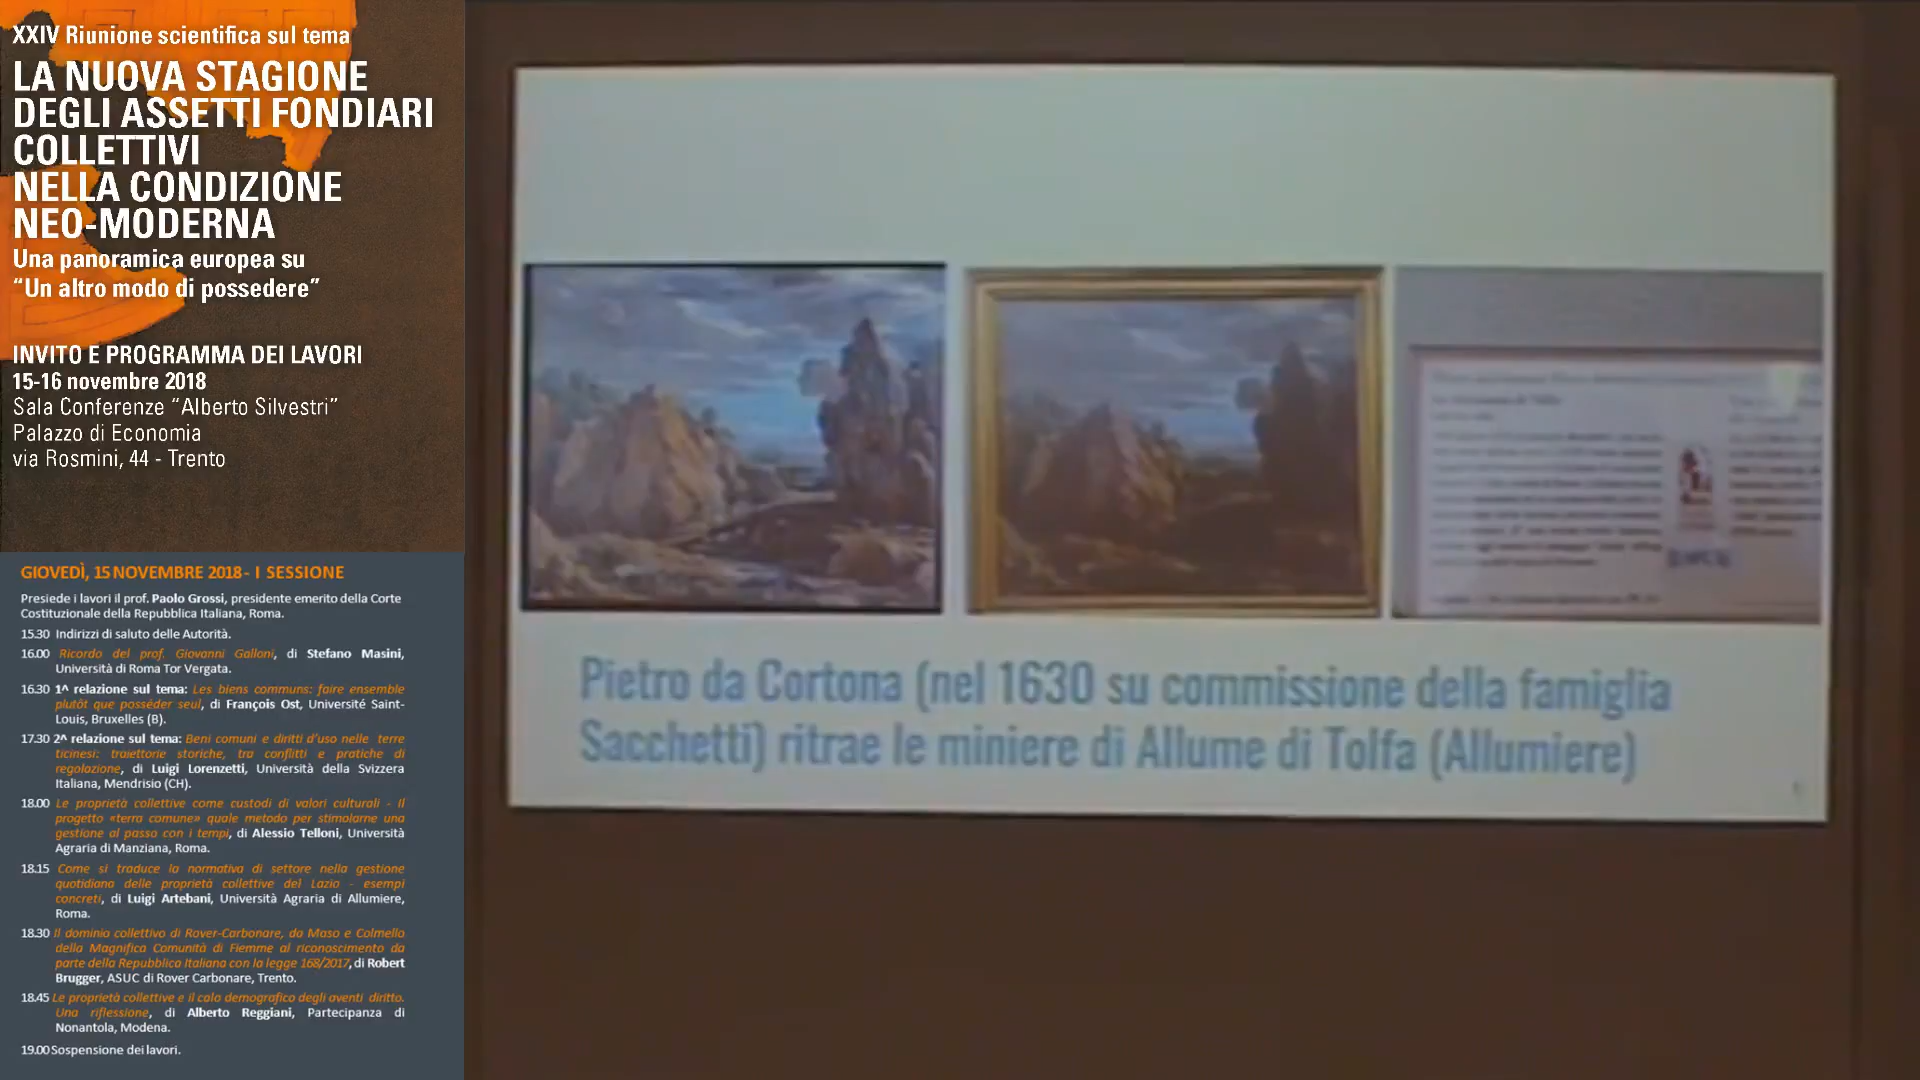 XXIV Riunione scientifica sul tema
LA NUOVA STAGIONE
DEGLI ASSETTI FONDIARI
COLLETTIVI
NELLA CONDIZIONE
NEO-MODERNA
Una panoramica europea su
“Un altro modo di possedere”
INVITO E PROGRAMMA DEI LAVORI
15-16 novembre 2018
Sala Conferenze “Alberto Silvestri”
Palazzo di Economia
via Rosmini, 44 - Trento
GIOVEDÌ, 15 NOVEMBRE 2018 - I SESSIONE
Presiede i lavori il prof. Paolo Grossi, presidente emerito della Corte
Costituzionale della Repubblica Italiana, Roma.
15.30 Indirizzi di saluto delle Autorità.
16.00 Ricordo del prof. Giovanni Galloni, di Stefano Masini,
Università di Roma Tor Vergata.
16.30 1^ relazione sul tema: Les biens communs: faire ensemble
plutôt que posséder seul, di François Ost, Université Saint-
Louis, Bruxelles (B).
17.30 2^ relazione sul tema: Beni comuni e diritti d’uso nelle terre
ticinesi: traiettorie storiche, tra conflitti e pratiche di
regolazione, di Luigi Lorenzetti, Università della Svizzera
Italiana, Mendrisio (CH).
18.00 Le proprietà collettive come custodi di valori culturali - Il
progetto «terra comune» quale metodo per stimolarne una
gestione al passo con i tempi, di Alessio Telloni, Università
Agraria di Manziana, Roma.
18.15 Come si traduce la normativa di settore nella gestione
quotidiana delle proprietà collettive del Lazio - esempi
concreti, di Luigi Artebani, Università Agraria di Allumiere,
Roma.
18.30 Il dominio collettivo di Rover-Carbonare, da Maso e Colmello
della Magnifica Comunità di Fiemme al riconoscimento da
parte della Repubblica Italiana con la legge 168/2017, di Robert
Brugger, ASUC di Rover Carbonare, Trento.
18.45 Le proprietà collettive e il calo demografico degli aventi diritto.
Una riflessione, di Alberto Reggiani, Partecipanza di
Nonantola, Modena.
19.00 Sospensione dei lavori.
Pietro da Cortona (nel 1630 su commissione della famiglia
Sacchetti) ritrae le miniere di Allume di Tolfa (Allumiere)